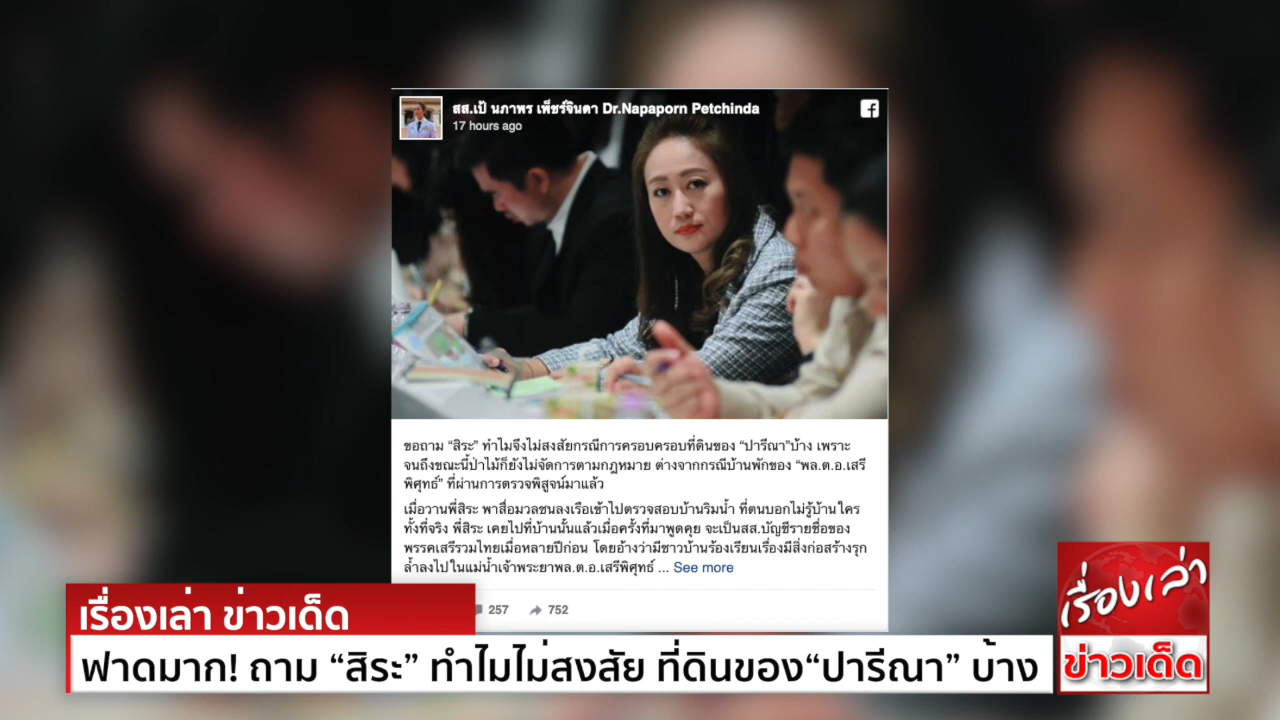 สส.เป้ นภาพร เพ็ชร์จินดา Dr.Napaporn Petchinda
17 hours ago
ขอถาม “สิระ” ทำไมจึงไม่สงสัยกรณีการครอบครอบที่ดินของ “ปารีณา”บ้าง เพราะ
จนถึงขณะนี้ป่าไม้ก็ยังไม่จัดการตามกฎหมาย ต่างจากกรณีบ้านพักของ “พล.ต.อ.เสรี
พิศุทธ์” ที่ผ่านการตรวจพิสูจน์มาแล้ว
เมื่อวานพี่สิระ พาสื่อมวลชนลงเรือเข้าไปตรวจสอบบ้านริมน้ำ ที่ตนบอกไม่รู้บ้านใคร
ทั้งที่จริง พี่สิระ เคยไปที่บ้านนั้นแล้วเมื่อครั้งที่มาพูดคุย จะเป็นสส.บัญชีรายชื่อของ
พรรคเสรีรวมไทยเมื่อหลายปีก่อน โดยอ้างว่ามีชาวบ้านร้องเรียนเรื่องมีสิ่งก่อสร้างรุก
ล้ำลงไปในแม่น้ำเจ้าพระยาพล.ต.อ.เสรีพิศุทธ์ ... See more
257 752
เรื่องเล่า ข่าวเด็ด
ฟาดมาก! ถาม “สิระ” ทำไมไม่สงสัย ที่ดินของ“ปารีณา” บ้าง
เรื่องเล่า
ข่าวเด็ด